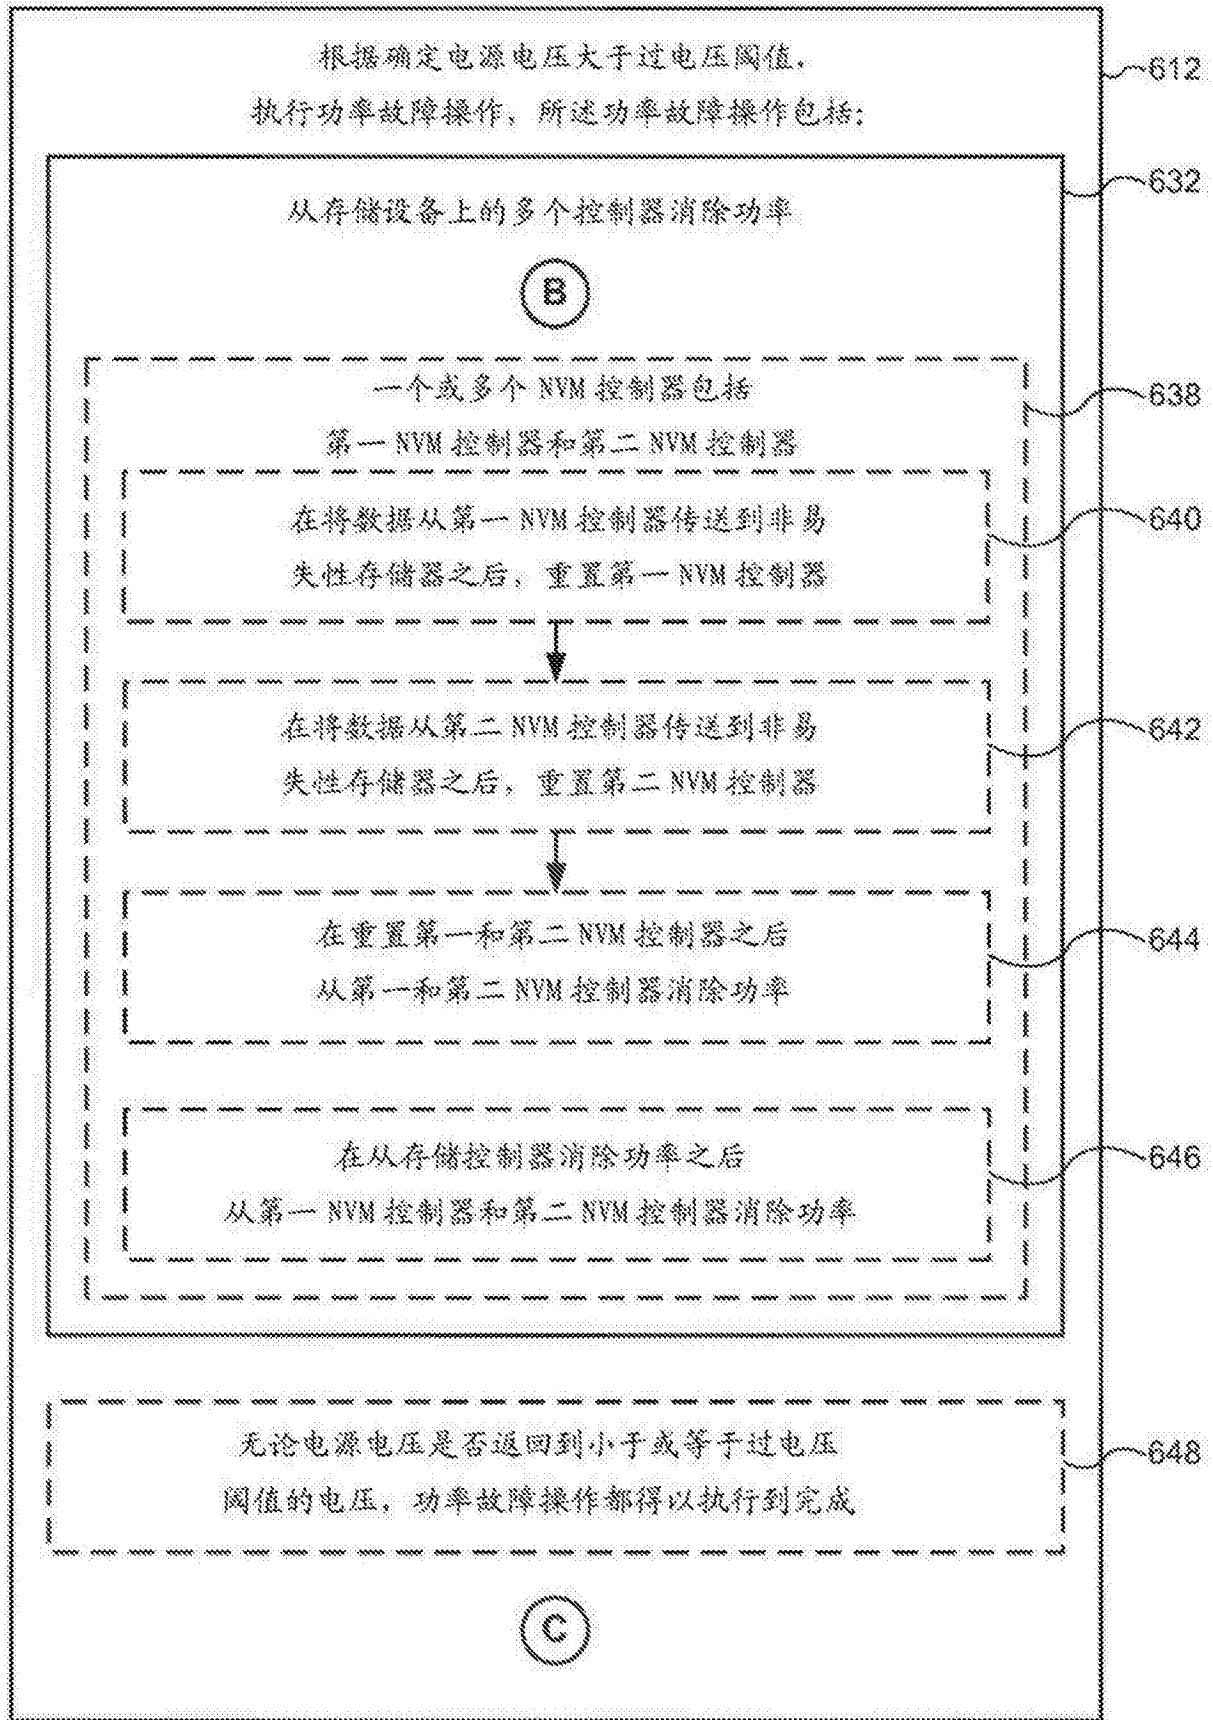 根据确定电源电压大于过电压阈值，
执行功率故障操作，所述功率故障操作包括：
612
632
从存储设备上的多个控制器消除功率
B
一个或多个 NVM 控制器包括
第一 NVM 控制器和第二 NVM 控制器
638
在将数据从第一 NVM 控制器传送到非易
失性存储器之后，重置第一 NVM 控制器
640
在将数据从第二 NVM 控制器传送到非易
失性存储器之后，重置第二 NVM 控制器
642
在重置第一和第二 NVM 控制器之后
从第一和第二 NVM 控制器消除功率
644
在从存储控制器消除功率之后
从第一 NVM 控制器和第二 NVM 控制器消除功率
646
无论电源电压是否返回到小于或等于过电压
阈值的电压，功率故障操作都得以执行到完成
648
C